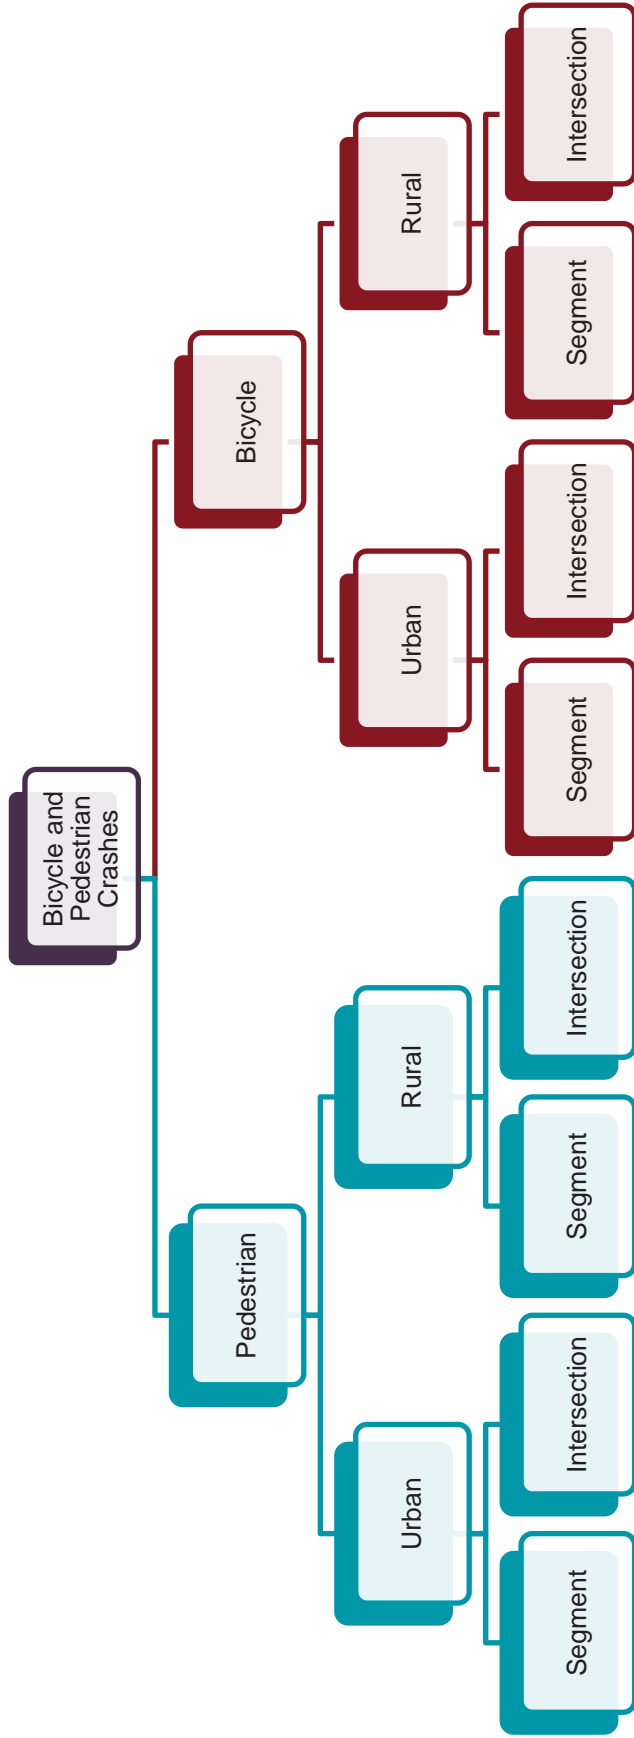 Bicycle and
Pedestrian
Crashes
Pedestrian
Bicycle
Urban
Rural
Urban
Rural
Segment
Intersection
Segment
Intersection
Segment
Intersection
Segment
Intersection